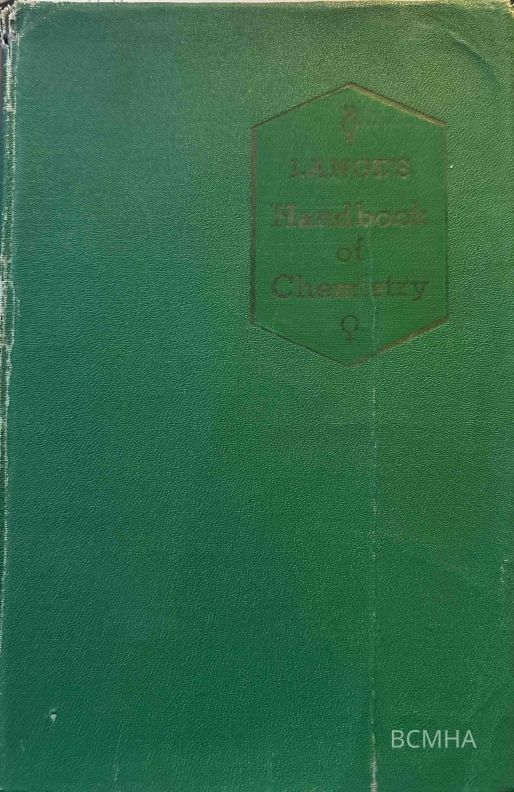 LANGE'S
Handbook
of
Chemistry
BCMHA